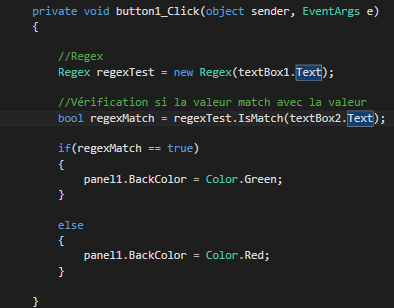 private void button1_Click(object sender, EventArgs e)
{
//Regex
Regex regexTest = new Regex(textBox1.Text);
//Vérification si la valeur match avec la valeur
bool regexMatch = regexTest.IsMatch(textBox2.Text);
if(regexMatch == true)
{
panel1.BackColor = Color.Green;
}
else
{
panel1.BackColor = Color.Red;
}
}